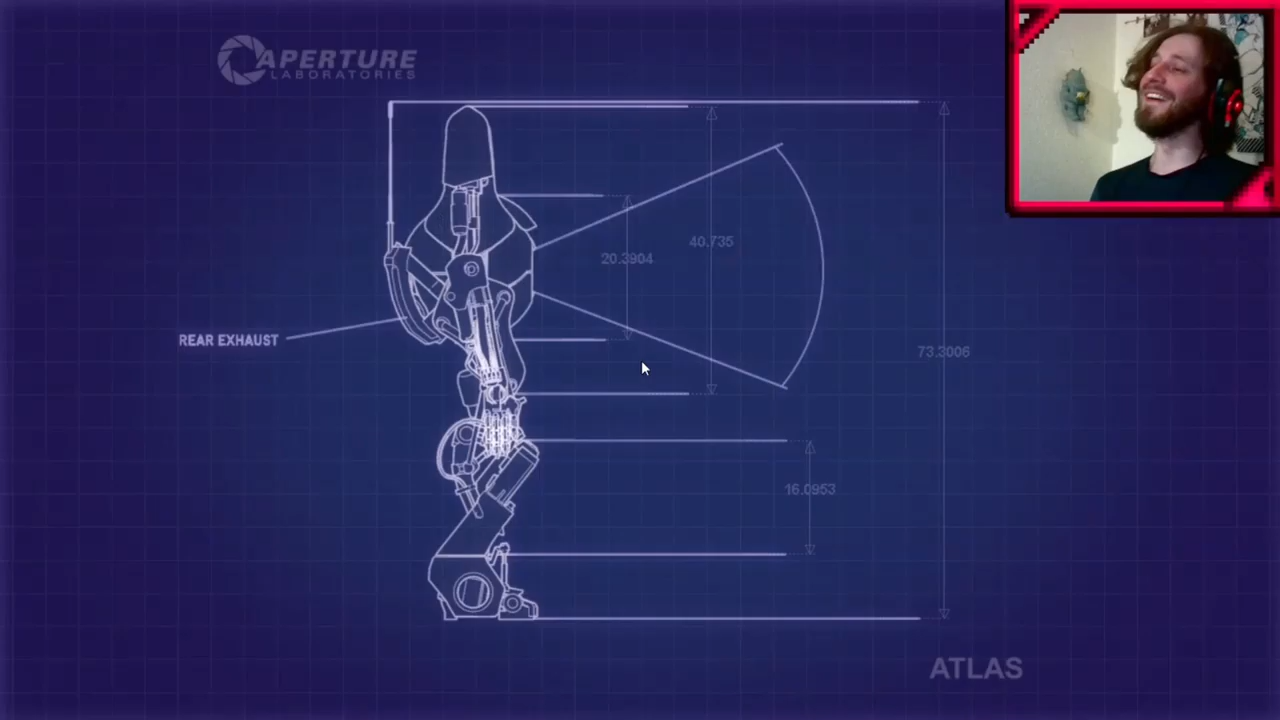 APERTURE
LABORATORIES
40.735
20.3904
REAR EXHAUST
73.3006
16.0953
ATLAS